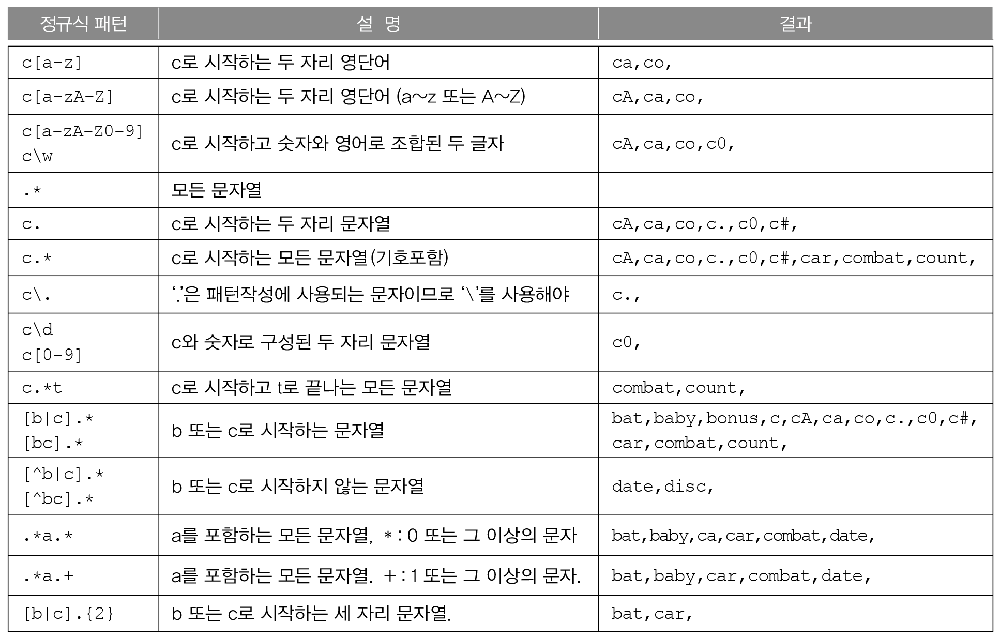 정규식 패턴 설 명 결과
c[a-z] c로 시작하는 두 자리 영단어 ca,co,
c[a-zA-Z] c로 시작하는 두 자리 영단어 (a~z 또는 A~Z) cA,ca,co,
c[a-zA-Z0-9]
c\w
c로 시작하고 숫자와 영어로 조합된 두 글자 cA,ca,co,c0,
.* 모든 문자열
c. c로 시작하는 두 자리 문자열 cA,ca,co,c.,c0,c#,
c.* c로 시작하는 모든 문자열(기호포함) cA,ca,co,c.,c0,c#,car,combat,count,
c\. ‘.’은 패턴작성에 사용되는 문자이므로 ‘\’를 사용해야 c.,
c\d
c[0-9]
c와 숫자로 구성된 두 자리 문자열 c0,
c.*t c로 시작하고 t로 끝나는 모든 문자열 combat,count,
[b|c].*
[bc].*
b 또는 c로 시작하는 문자열
bat,baby,bonus,c,cA,ca,co,c.,c0,c#,
car,combat,count,
[^b|c].*
[^bc].*
b 또는 c로 시작하지 않는 문자열 date,disc,
.*a.* a를 포함하는 모든 문자열, * : 0 또는 그 이상의 문자 bat,baby,ca,car,combat,date,
.*a.+ a를 포함하는 모든 문자열. + : 1 또는 그 이상의 문자. bat,baby,car,combat,date,
[b|c].{2} b 또는 c로 시작하는 세 자리 문자열. bat,car,